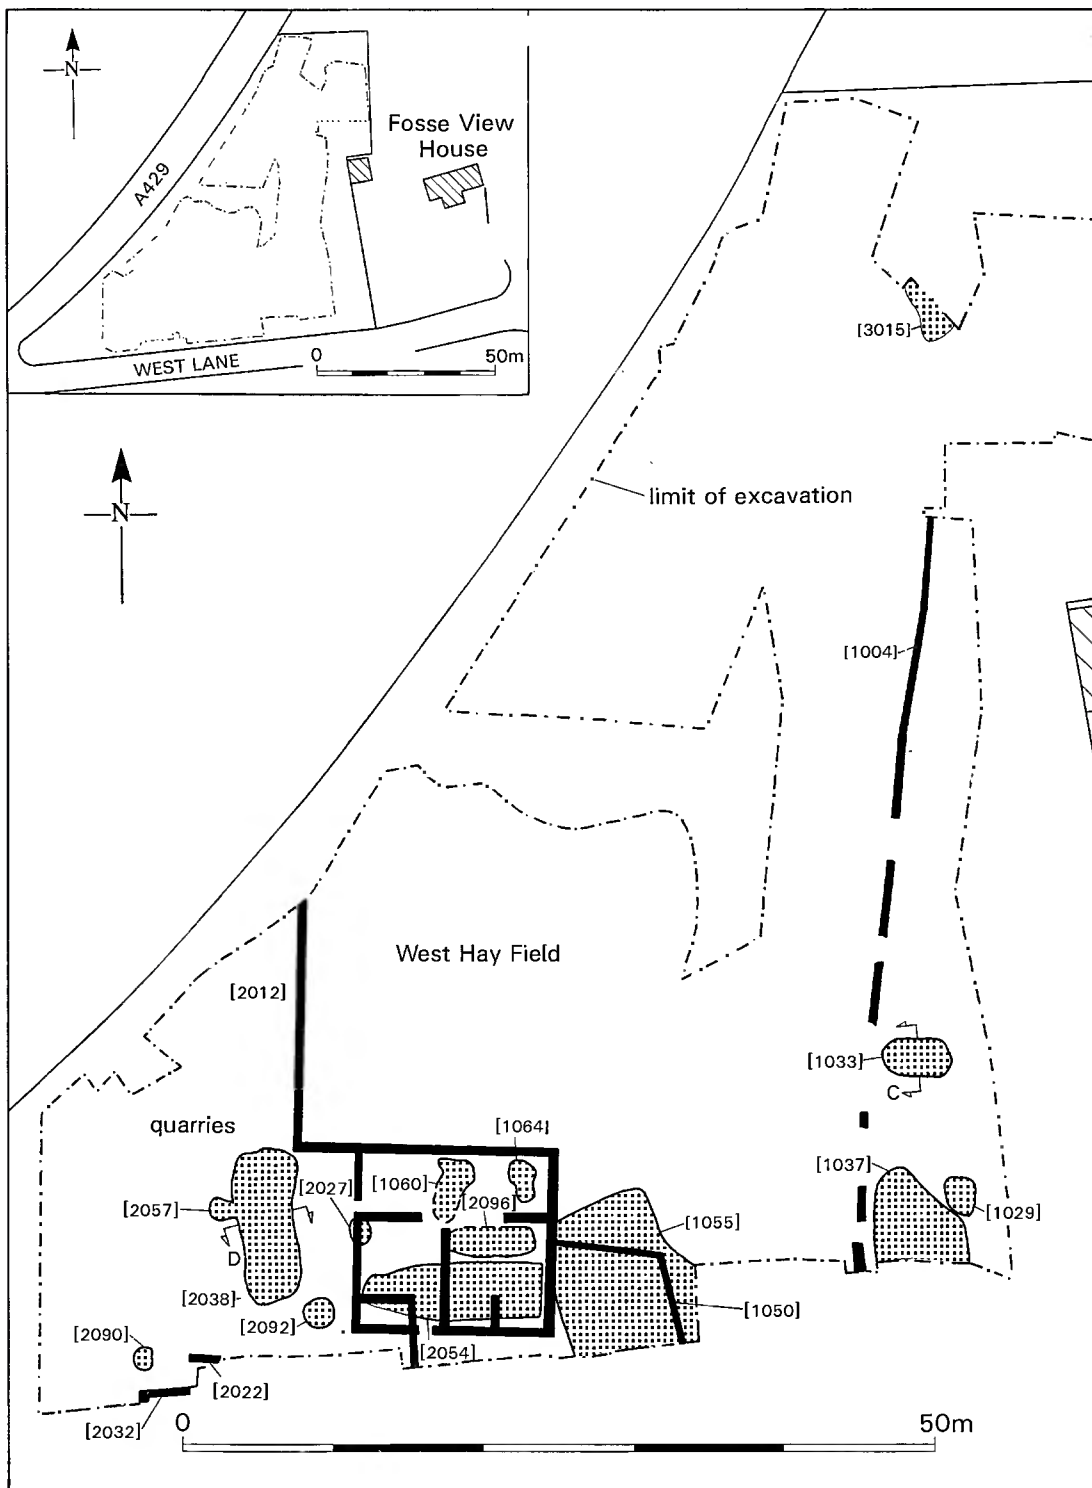 N
A429
Fosse View
House
WEST LANE
0
50m
N
[3015]
limit of excavation
[1004]
West Hay Field
[2012]
[1033]
C
quarries
[1064]
[1037]
[2027]
[1060]
[2096]
[2057]
[1055]
[1029]
D
[2038]
[2092]
[1050]
[2090]
[2054]
[2022]
[2032]
0
50m